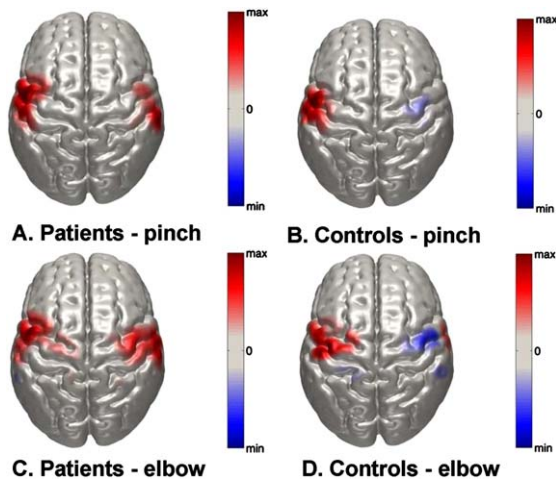 max
0
min
max
0
min
A. Patients - pinch
B. Controls - pinch
max
0
min
max
0
min
C. Patients - elbow
D. Controls - elbow